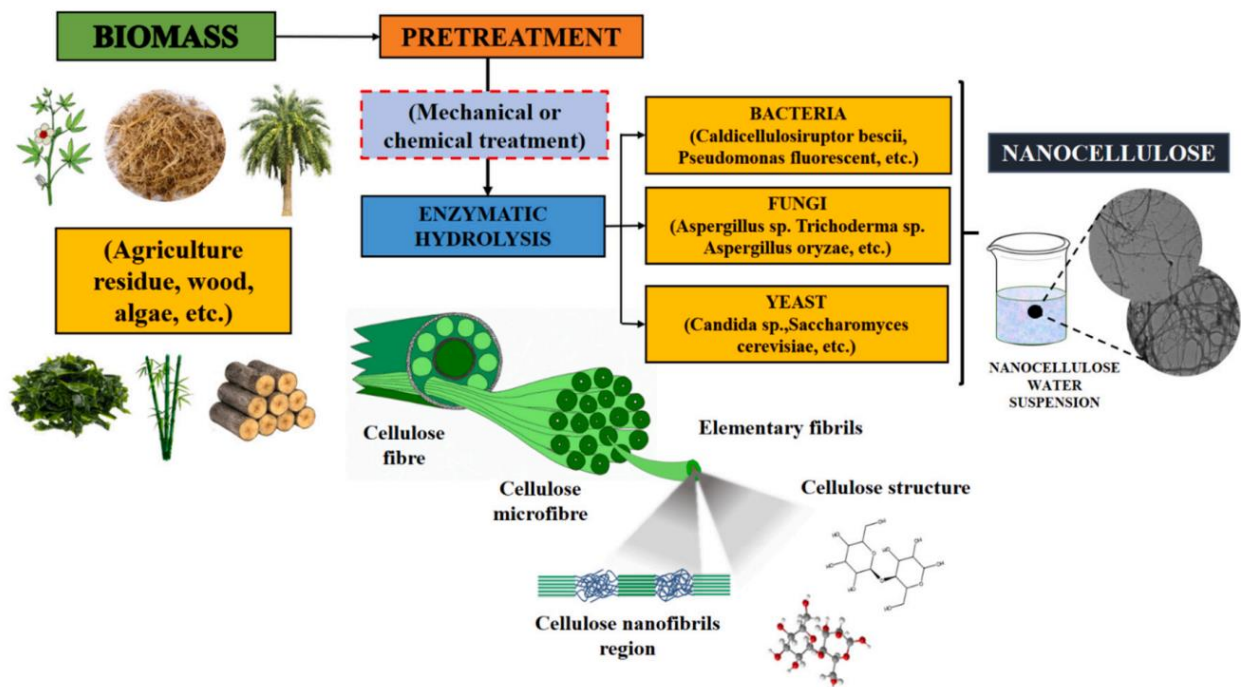 BIOMASS
PRETREATMENT
(Mechanical or
chemical treatment)
ENZYMATIC
HYDROLYSIS
(Agriculture
residue, wood,
algae, etc.)
BACTERIA
(Caldicellulosiruptor bescii,
Pseudomonas fluorescent, etc.)
FUNGI
(Aspergillus sp. Trichoderma sp.
Aspergillus oryzae, etc.)
YEAST
(Candida sp.,Saccharomyces
cerevisiae, etc.)
NANOCELLULOSE
NANOCELLULOSE
WATER
SUSPENSION
Cellulose
fibre
Cellulose
microfibre
Elementary fibrils
Cellulose structure
Cellulose nanofibrils
region